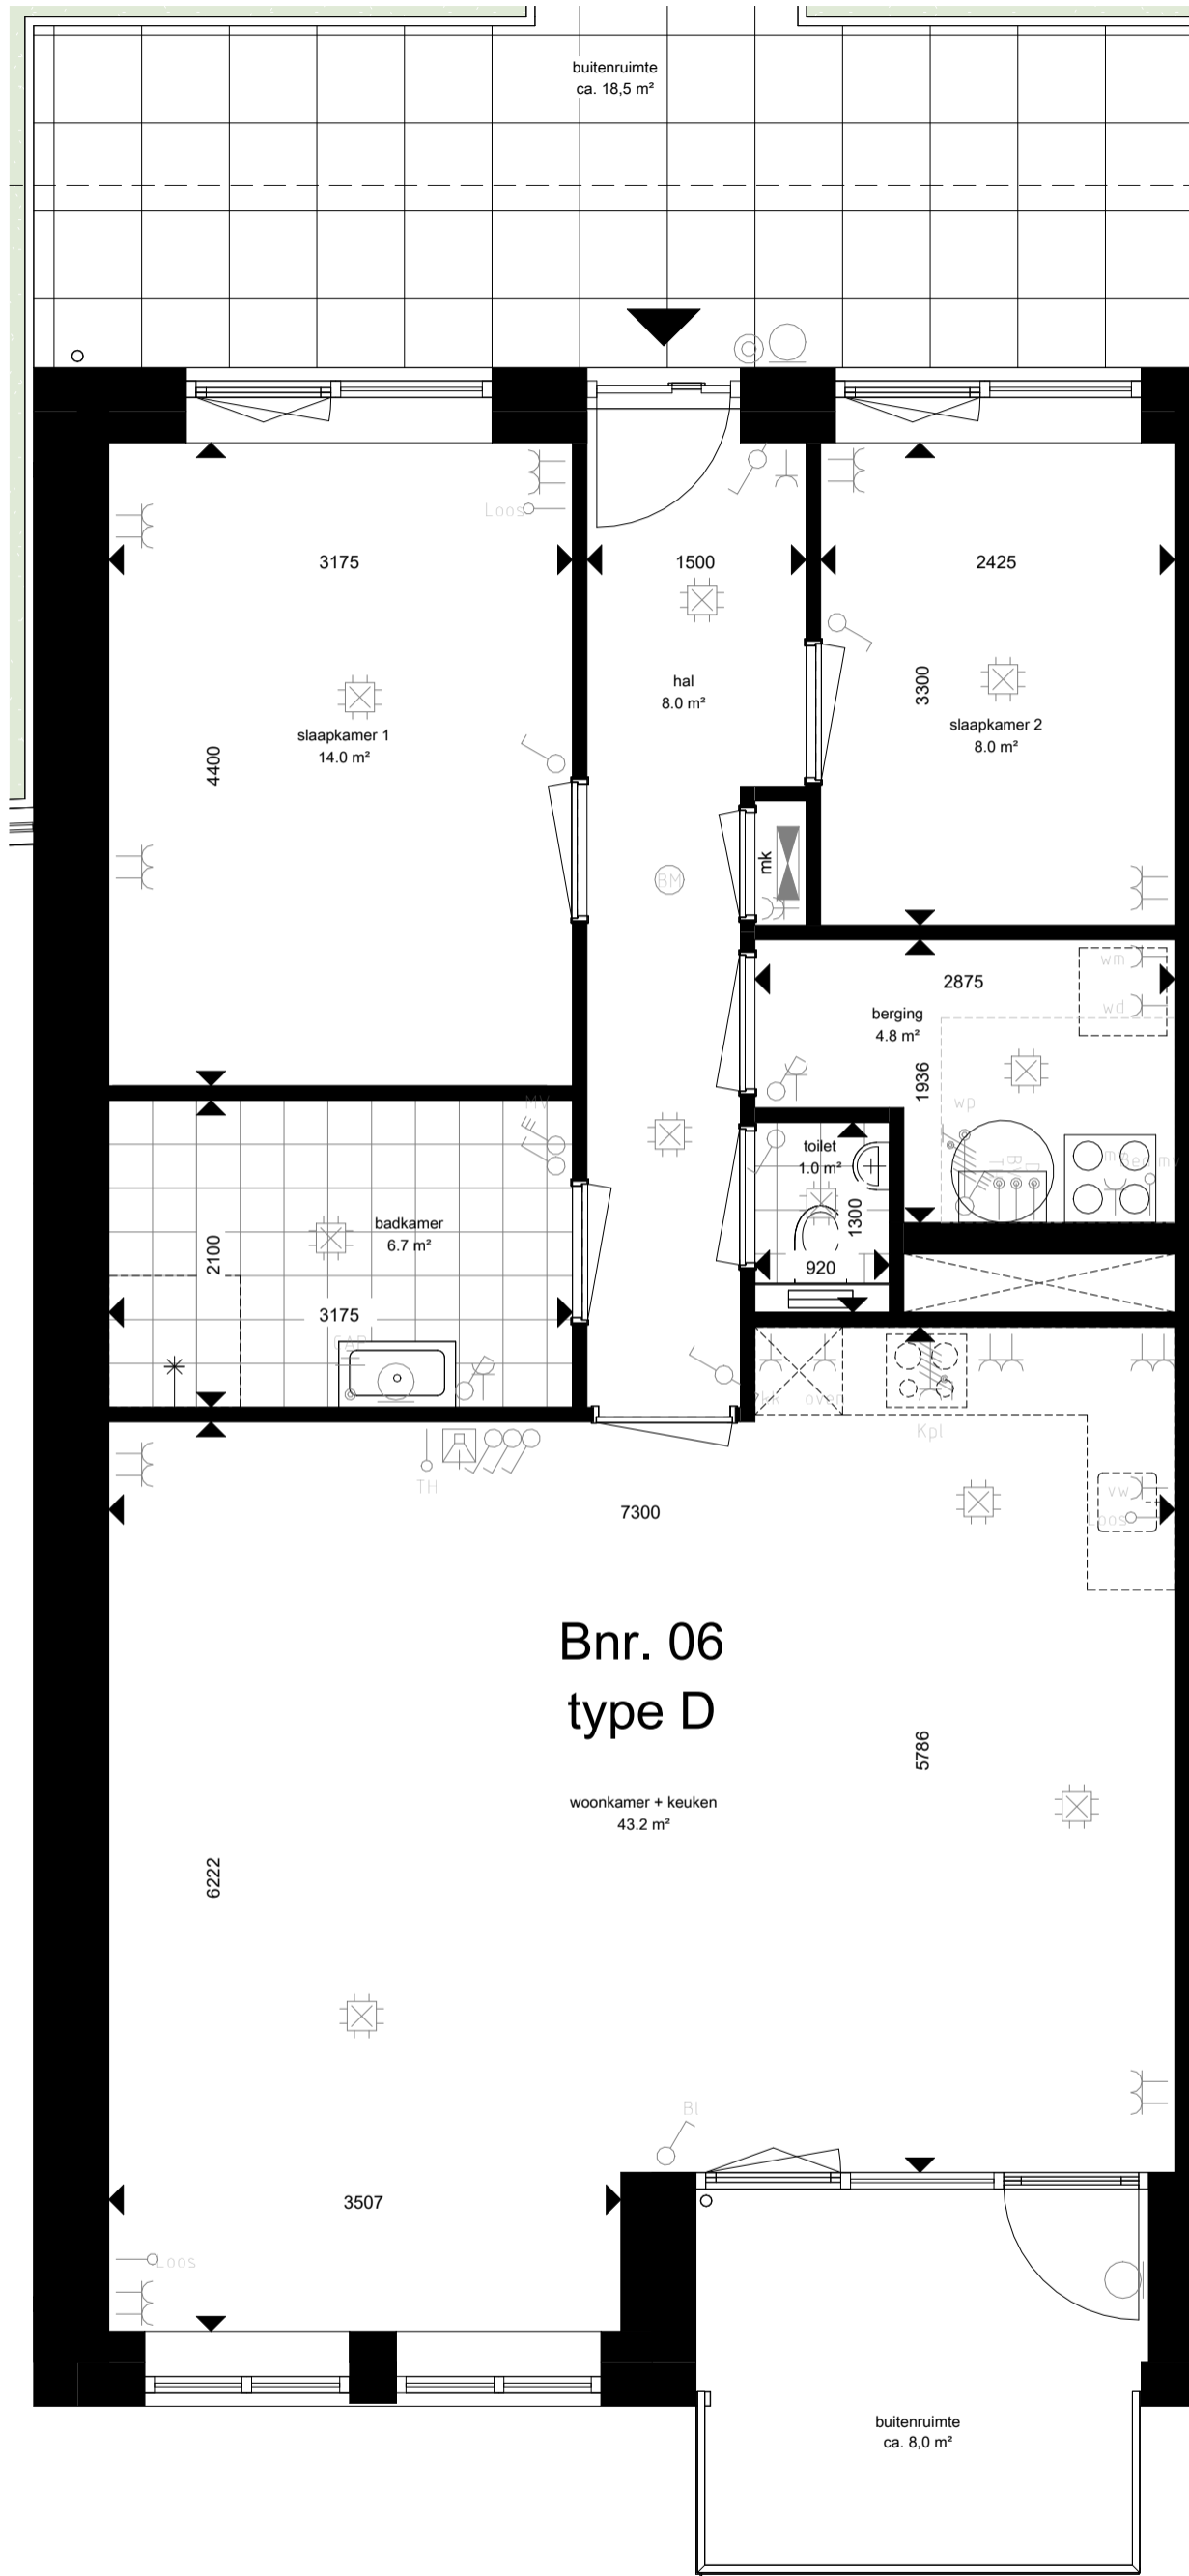 buitenruimte
ca. 18,5 m²
Loos
3175
1500
2425
hal
8.0 m²
3300
slaapkamer 1
14.0 m²
slaapkamer 2
8.0 m²
4400
mk
BM
2875
wm
wd
berging
4.8 m²
1936
MV
wp
toilet
1.0 m²
1300
badkamer
6.7 m²
2100
920
3175
oven
Kpl
TH
7300
vw
Loos
Bnr. 06
type D
5786
woonkamer + keuken
43.2 m²
6222
Bl
3507
Loos
buitenruimte
ca. 8,0 m²